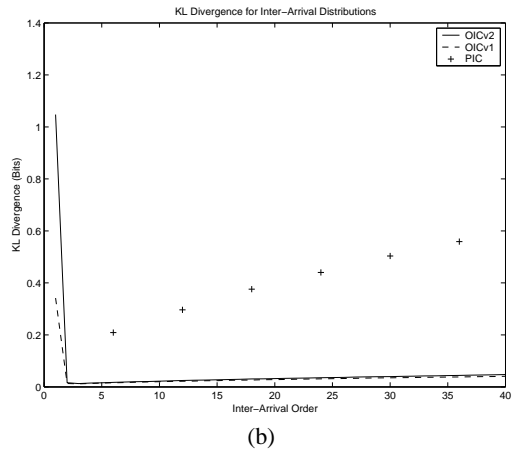 KL Divergence for Inter−Arrival Distributions
1.4
1.2
1
0.8
0.6
0.4
0.2
0
KL Divergence (Bits)
OICv2
OICv1
PIC
0 5 10 15 20 25 30 35 40
Inter−Arrival Order
(b)